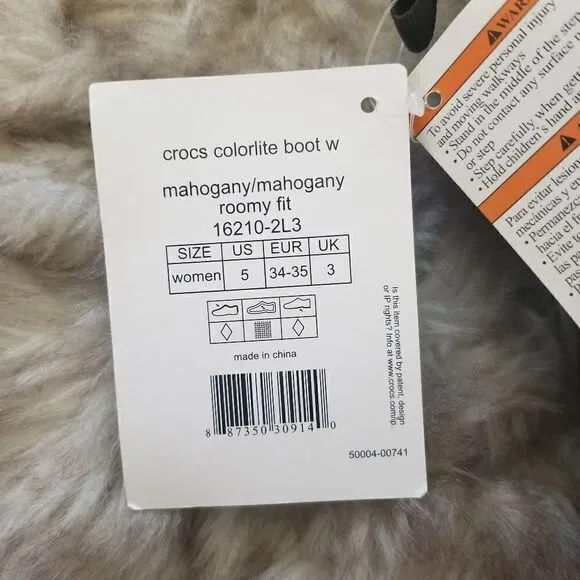 crocs colorlite boot w
mahogany/mahogany
roomy fit
16210-2L3
SIZE US EUR UK
women 5 34-35 3
made in china
8 87350 30914 0
50004-00741
Is this item covered by patent, design
or IP rights? Info at www.crocs.com/ip.
WAR
To avoid severe personal injury
and moving walkways
• Stand in the middle of the step
• Do not contact any surface
or step
• Step carefully when get
• Hold children's hand
Para evitar lesio
mecánicas y e
• Permanez
hacia el
• Evite
las pa